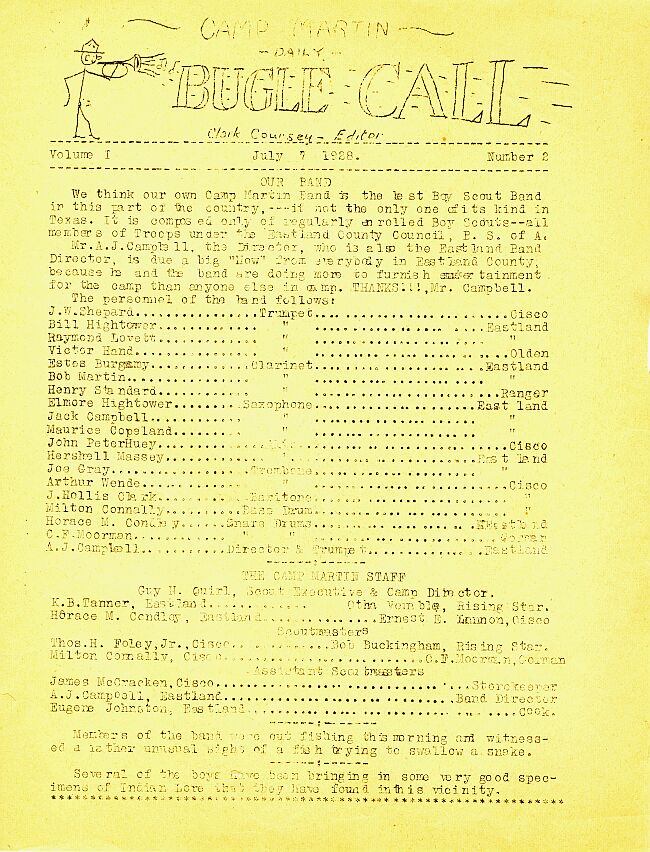 CAMP MARTIN
- DAILY -
BUGLE CALL
Clark Coursey - Editor
Volume I July 7 1928. Number 2
OUR BAND
We think our own Camp Martin Band is the best Boy Scout Band
in this part of the country,---if not the only one of its kind in
Texas. It is composed only of regularly enrolled Boy Scouts--all
members of Troops under the Eastland County Council, B. S. of A.
Mr.A.J.Campbell, the Director, who is also the Eastland Band
Director, is due a big "Wow" from everybody in Eastland County,
because he and the band are doing more to furnish entertainment
for the camp than anyone else in camp. THANKS!!!,Mr. Campbell.
The personnel of the band follows:
J.W.Shepard...............Trumpet.........................Cisco
Bill Hightower............... " .........................Eastland
Raymond Lovett............... " ......................... "
Victor Hand............... " .........................Olden
Estes Burgamy.............Clarinet.........................Eastland
Bob Martin............... " ......................... "
Henry Standard............... " .........................Ranger
Elmore Hightower.........Saxophone.........................East land
Jack Campbell............... " ......................... "
Maurice Copeland............... " ......................... "
John PeterHuey............... .........................Cisco
Hershell Massey............... " .........................East land
Joe Gray...............Trombone......................... "
Arthur Wende............... " .........................Cisco
J.Hollis Clark............Baritone......................... "
Milton Connally...........Bass Drum......................... "
Horace M. Condley......Snare Drums.........................Eastland
C.F.Moorman............... " " .........................Gorman
A.J.Campbell..........Director & Trumpet.................Eastland
THE CAMP MARTIN STAFF
Guy N. Quirl, Scout Executive & Camp Director.
K.B.Tanner, Eastland............ Otha Womble, Rising Star.
Horace M. Condley, Eastland...............Ernest E. Lannon,Cisco
Scoutmasters
Thos.H. Foley,Jr.,Cisco............Bob Buckingham, Rising Star.
Milton Connally, Cisco.........................C.F.Moorman,Gorman
Assistant Scoutmasters
James McCracken,Cisco..............................Storekeeper
A.J.Campbell, Eastland..............................Band Director
Eugene Johnston, Eastland..............................Cook.
Members of the band were out fishing this morning and witness-
ed a rather unusual sight of a fish trying to swallow a snake.
Several of the boys have been bringing in some very good spec-
imens of Indian Lore that they have found in this vicinity.